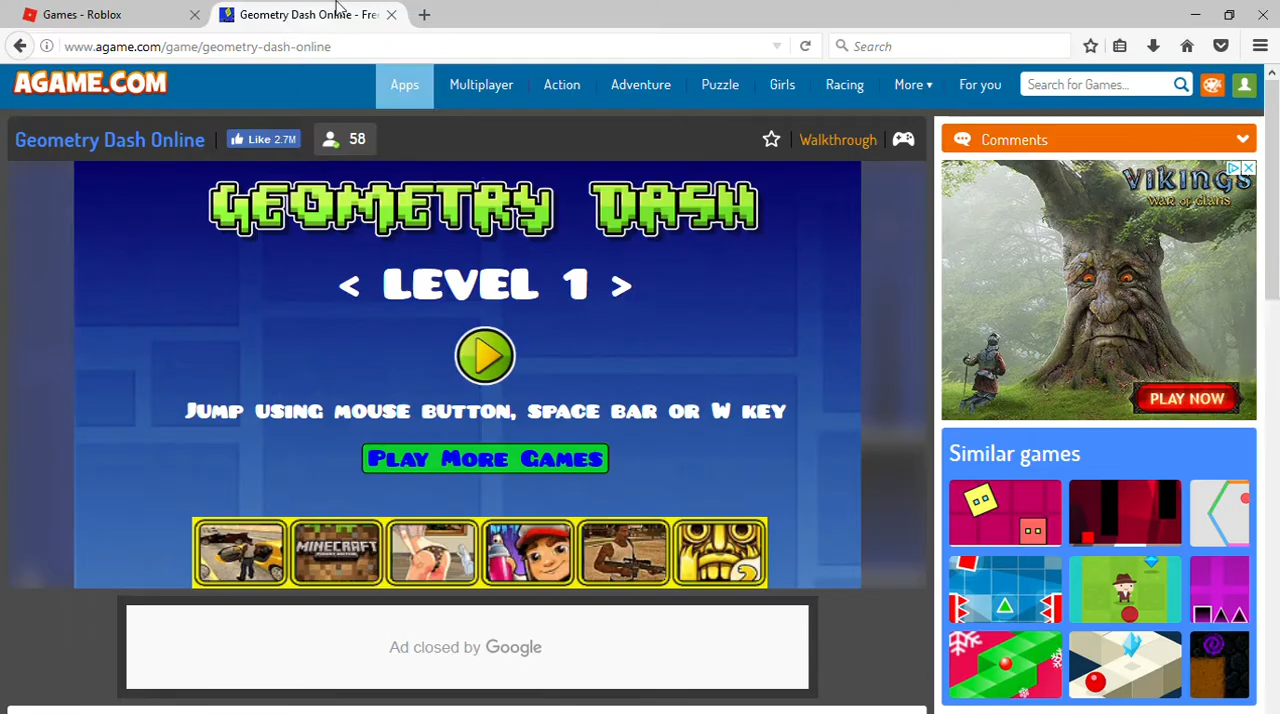 Games - Roblox
Geometry Dash Online - Fre
www.agame.com/game/geometry-dash-online
Search
AGAME.COM
Apps
Multiplayer
Action
Adventure
Puzzle
Girls
Racing
More
For you
Search for Games...
Geometry Dash Online
Like 2.7M
58
Walkthrough
Comments
GEOMETRY DASH
< LEVEL 1 >
JUMP USING MOUSE BUTTON, SPACE BAR OR W KEY
PLAY MORE GAMES
MINECRAFT
2
VIKINGS
WAR OF CLANS
PLAY NOW
Similar games
Ad closed by Google